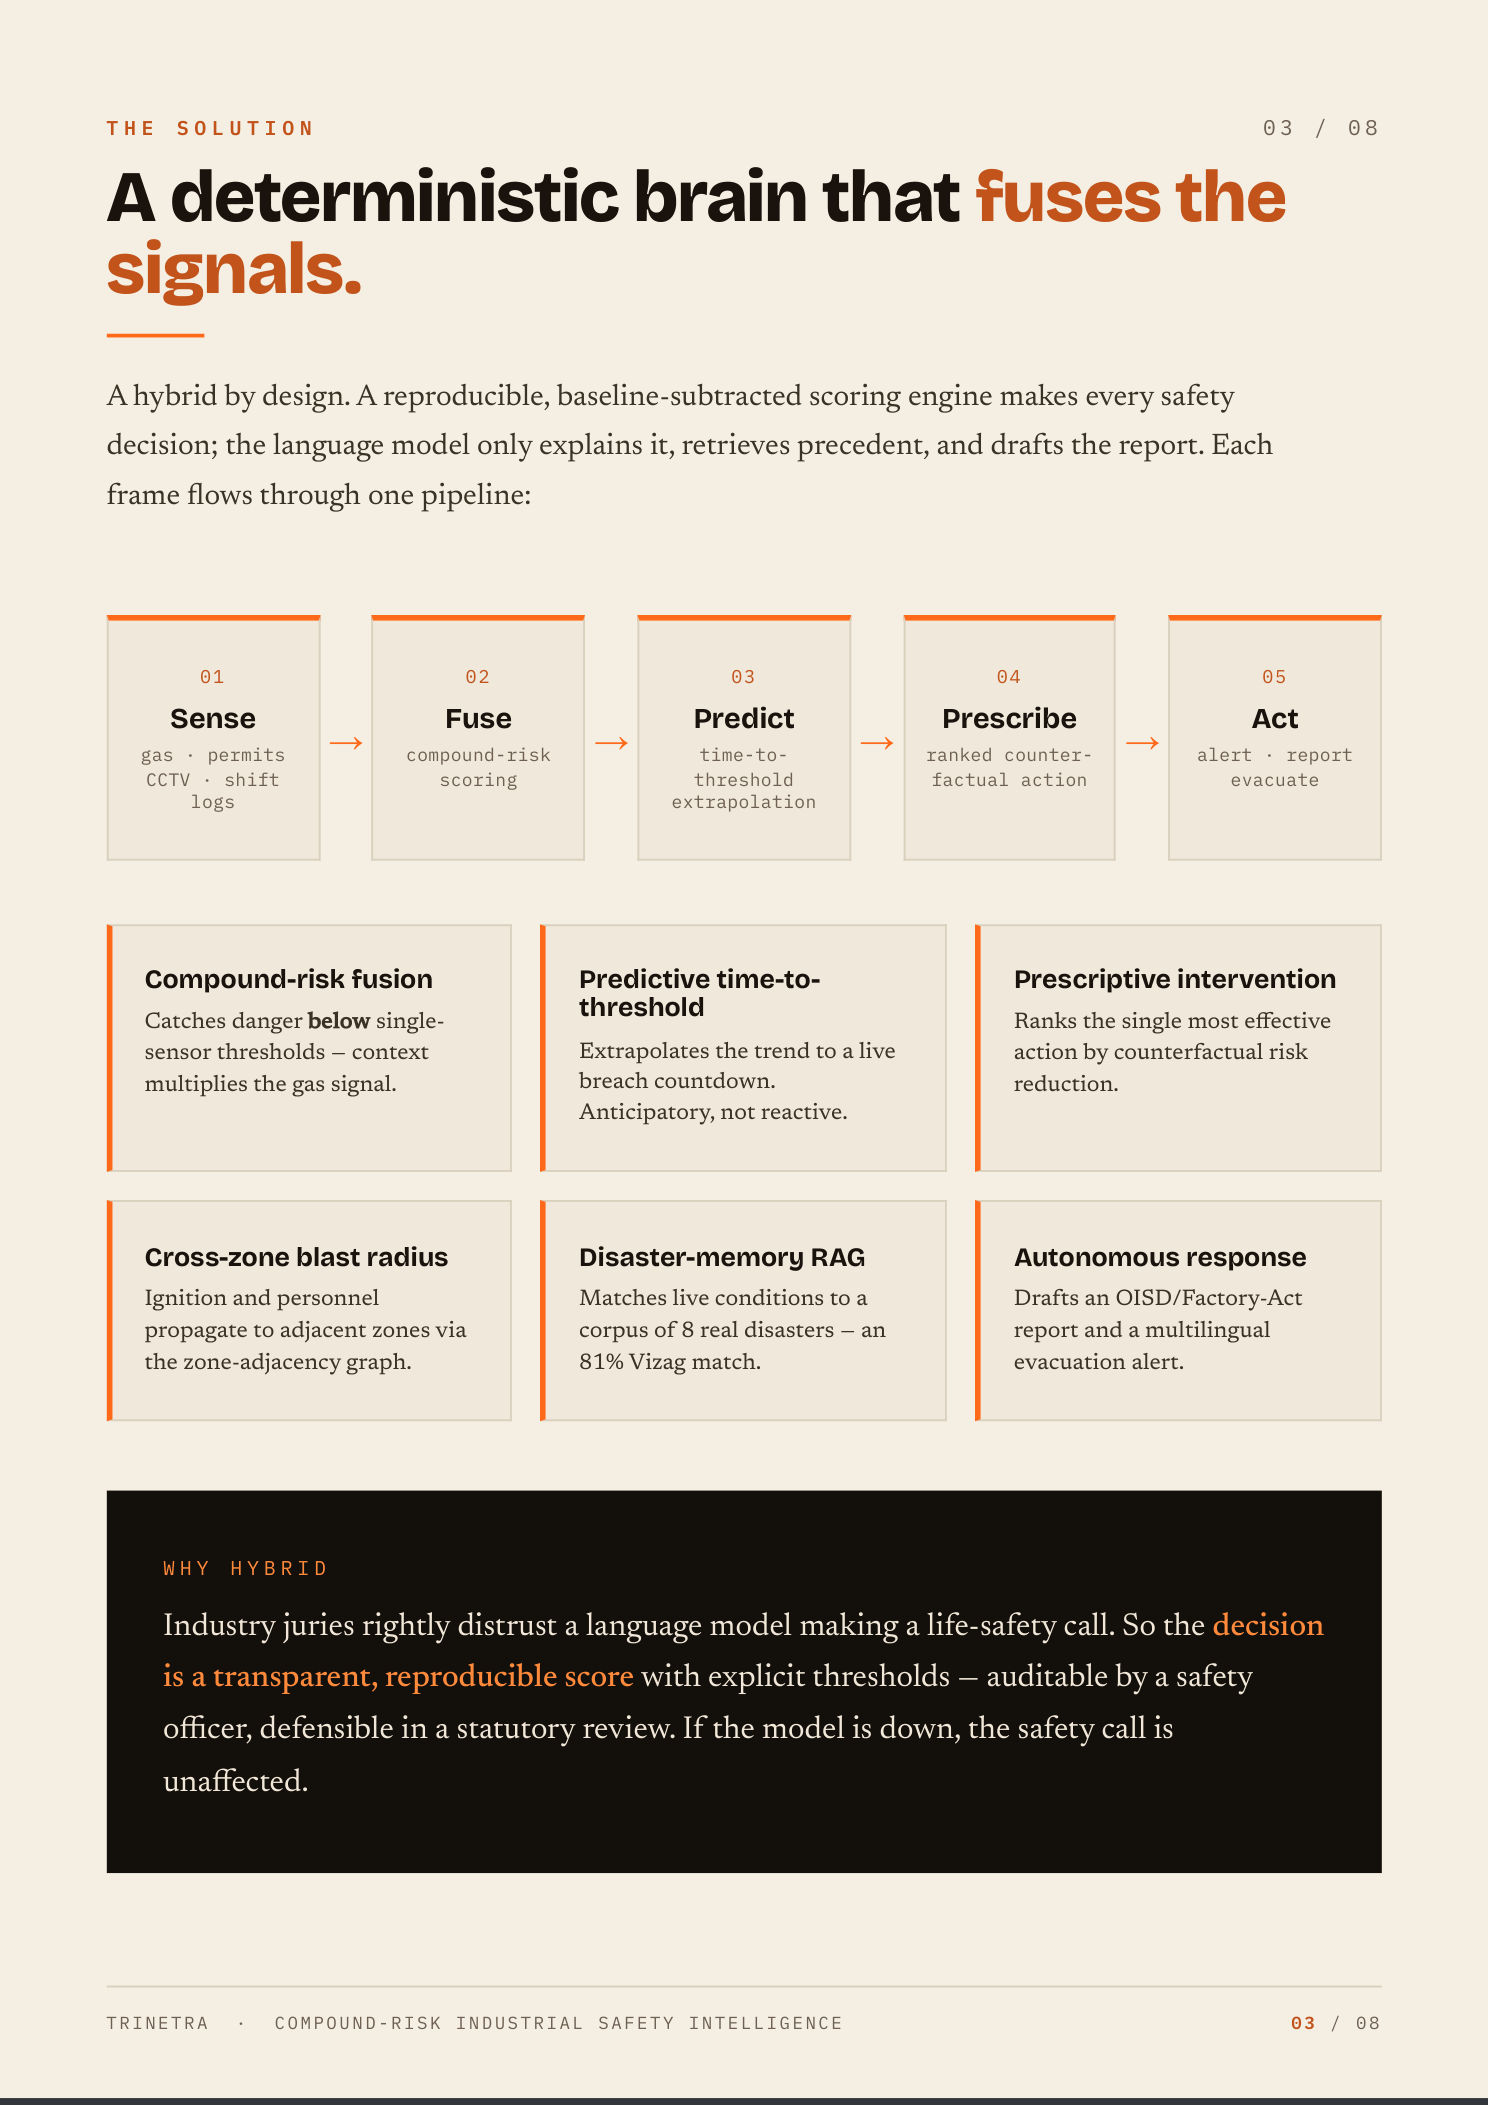 THE SOLUTION
03 / 08
A deterministic brain that fuses the
signals.
A hybrid by design. A reproducible, baseline-subtracted scoring engine makes every safety
decision; the language model only explains it, retrieves precedent, and drafts the report. Each
frame flows through one pipeline:
01
Sense
gas · permits
CCTV · shift
logs
→
02
Fuse
compound-risk
scoring
→
03
Predict
time-to-
threshold
extrapolation
→
04
Prescribe
ranked counter-
factual action
→
05
Act
alert · report
evacuate
Compound-risk fusion
Catches danger below single-
sensor thresholds – context
multiplies the gas signal.
Predictive time-to-
threshold
Extrapolates the trend to a live
breach countdown.
Anticipatory, not reactive.
Prescriptive intervention
Ranks the single most effective
action by counterfactual risk
reduction.
Cross-zone blast radius
Ignition and personnel
propagate to adjacent zones via
the zone-adjacency graph.
Disaster-memory RAG
Matches live conditions to a
corpus of 8 real disasters – an
81% Vizag match.
Autonomous response
Drafts an OISD/Factory-Act
report and a multilingual
evacuation alert.
WHY HYBRID
Industry juries rightly distrust a language model making a life-safety call. So the decision
is a transparent, reproducible score with explicit thresholds – auditable by a safety
officer, defensible in a statutory review. If the model is down, the safety call is
unaffected.
TRINETRA · COMPOUND-RISK INDUSTRIAL SAFETY INTELLIGENCE
03 / 08